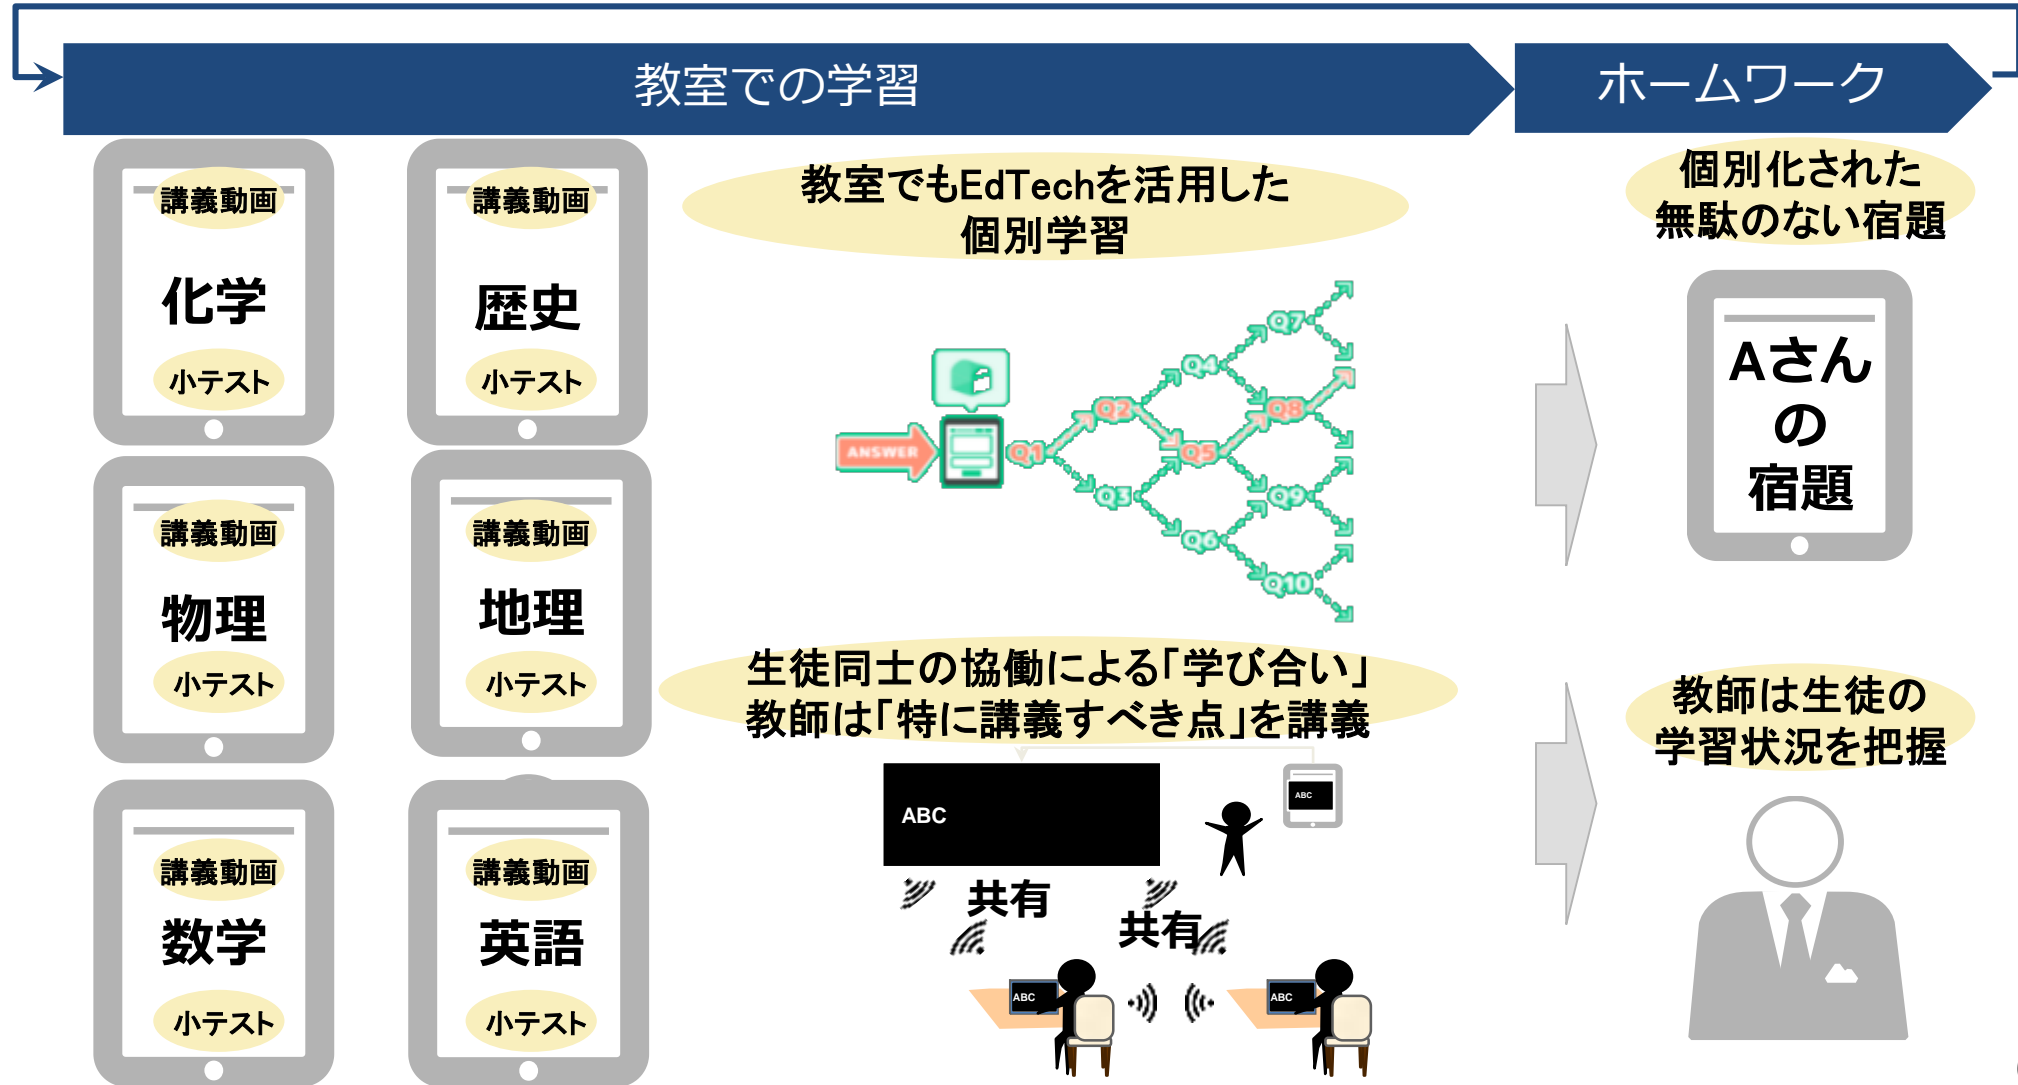 教室での学習
ホームワーク
講義動画
化学
小テスト
講義動画
歴史
小テスト
講義動画
物理
小テスト
講義動画
地理
小テスト
講義動画
数学
小テスト
講義動画
英語
小テスト
教室でもEdTechを活用した
個別学習
ANSWER
Q1
Q2
Q3
Q4
Q5
Q6
Q7
Q8
Q9
Q10
生徒同士の協働による「学び合い」
教師は「特に講義すべき点」を講義
ABC
ABC
共有
共有
ABC
ABC
個別化された
無駄のない宿題
Aさん
の
宿題
教師は生徒の
学習状況を把握